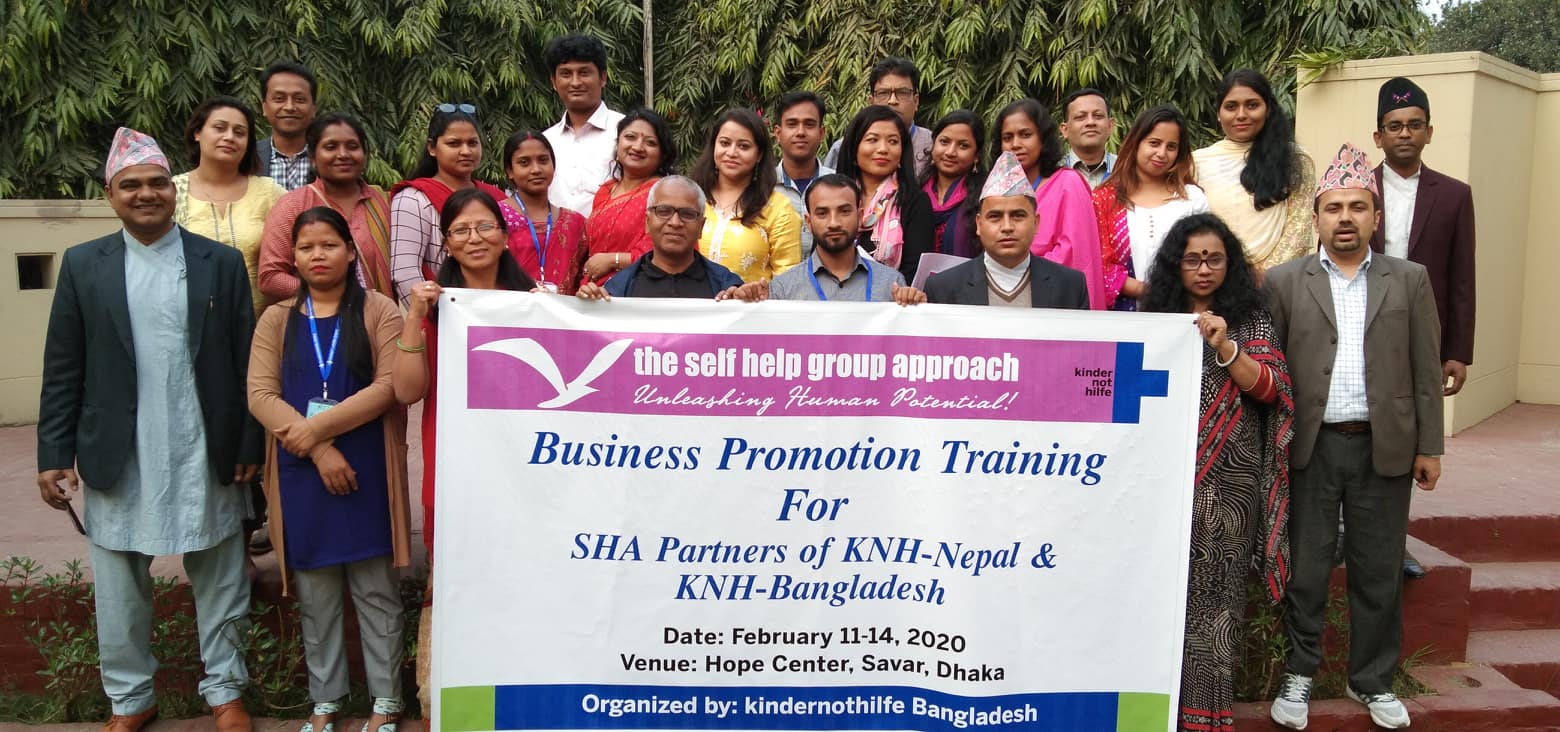 the self help group approach
Unleashing Human Potential!
kinder
not
hilfe
Business Promotion Training
For
SHA Partners of KNH-Nepal &
KNH-Bangladesh
Date: February 11-14, 2020
Venue: Hope Center, Savar, Dhaka
Organized by: kindernothilfe Bangladesh